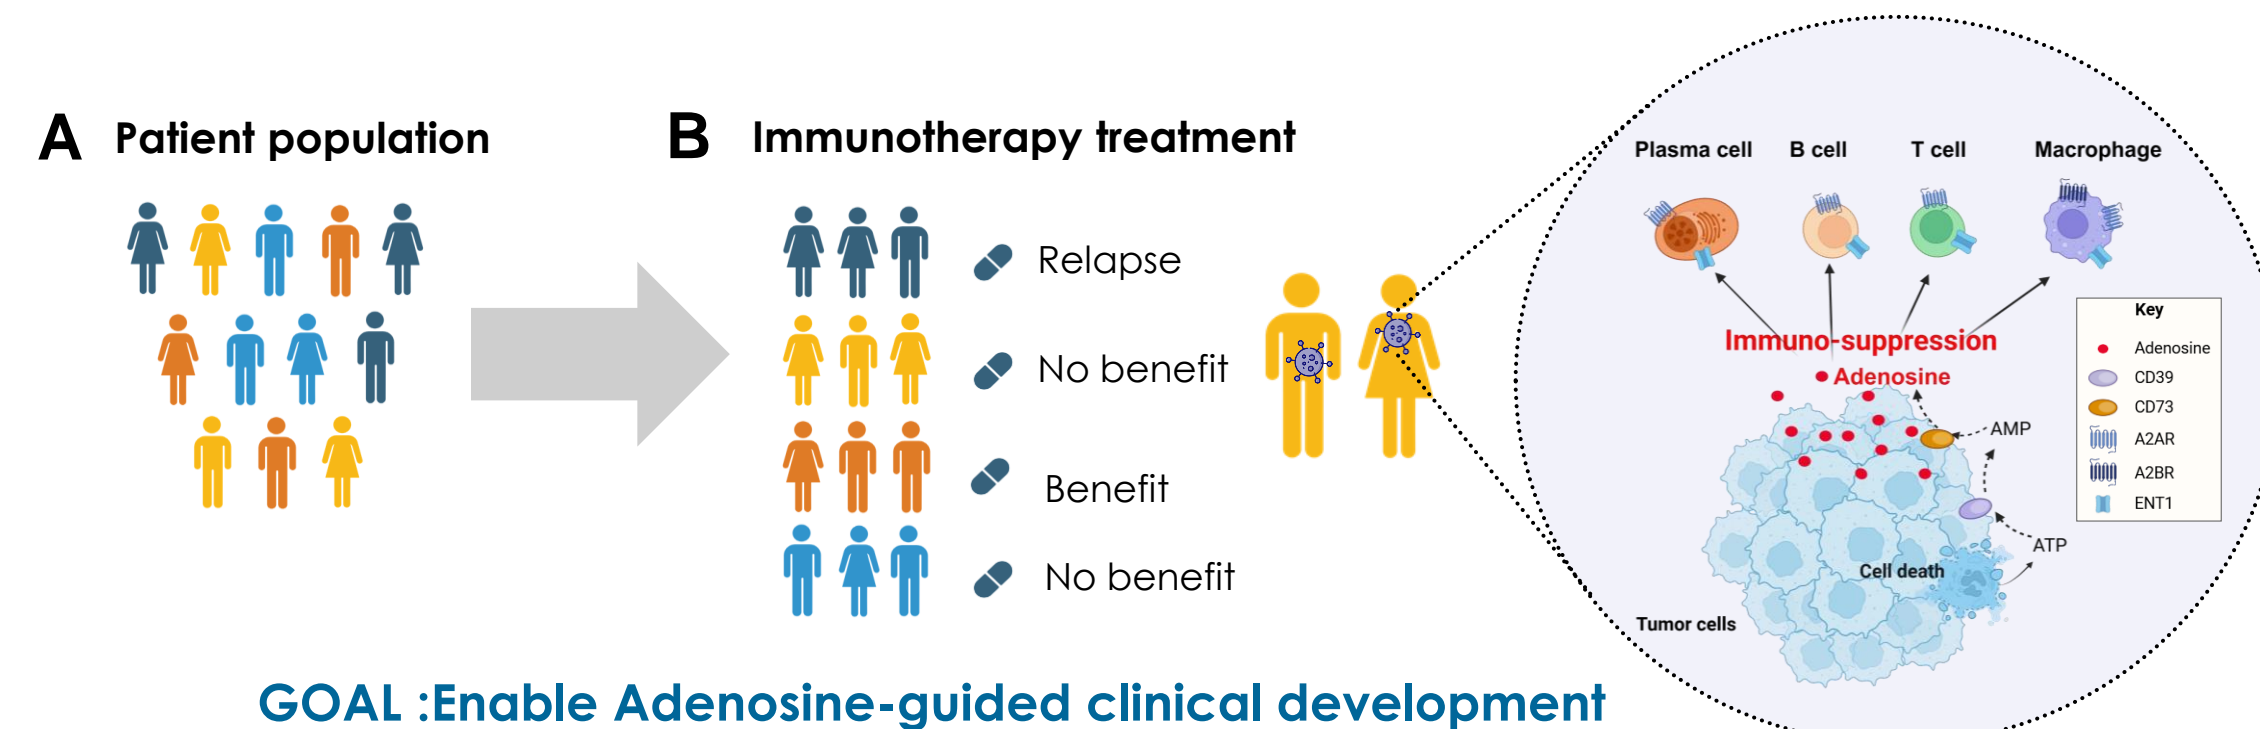 A Patient population
B Immunotherapy treatment
Relapse
No benefit
Benefit
No benefit
Plasma cell
B cell
T cell
Macrophage
Immuno-suppression
Adenosine
AMP
ATP
Cell death
Tumor cells
Key
Adenosine
CD39
CD73
A2AR
A2BR
ENT1
GOAL :Enable Adenosine-guided clinical development